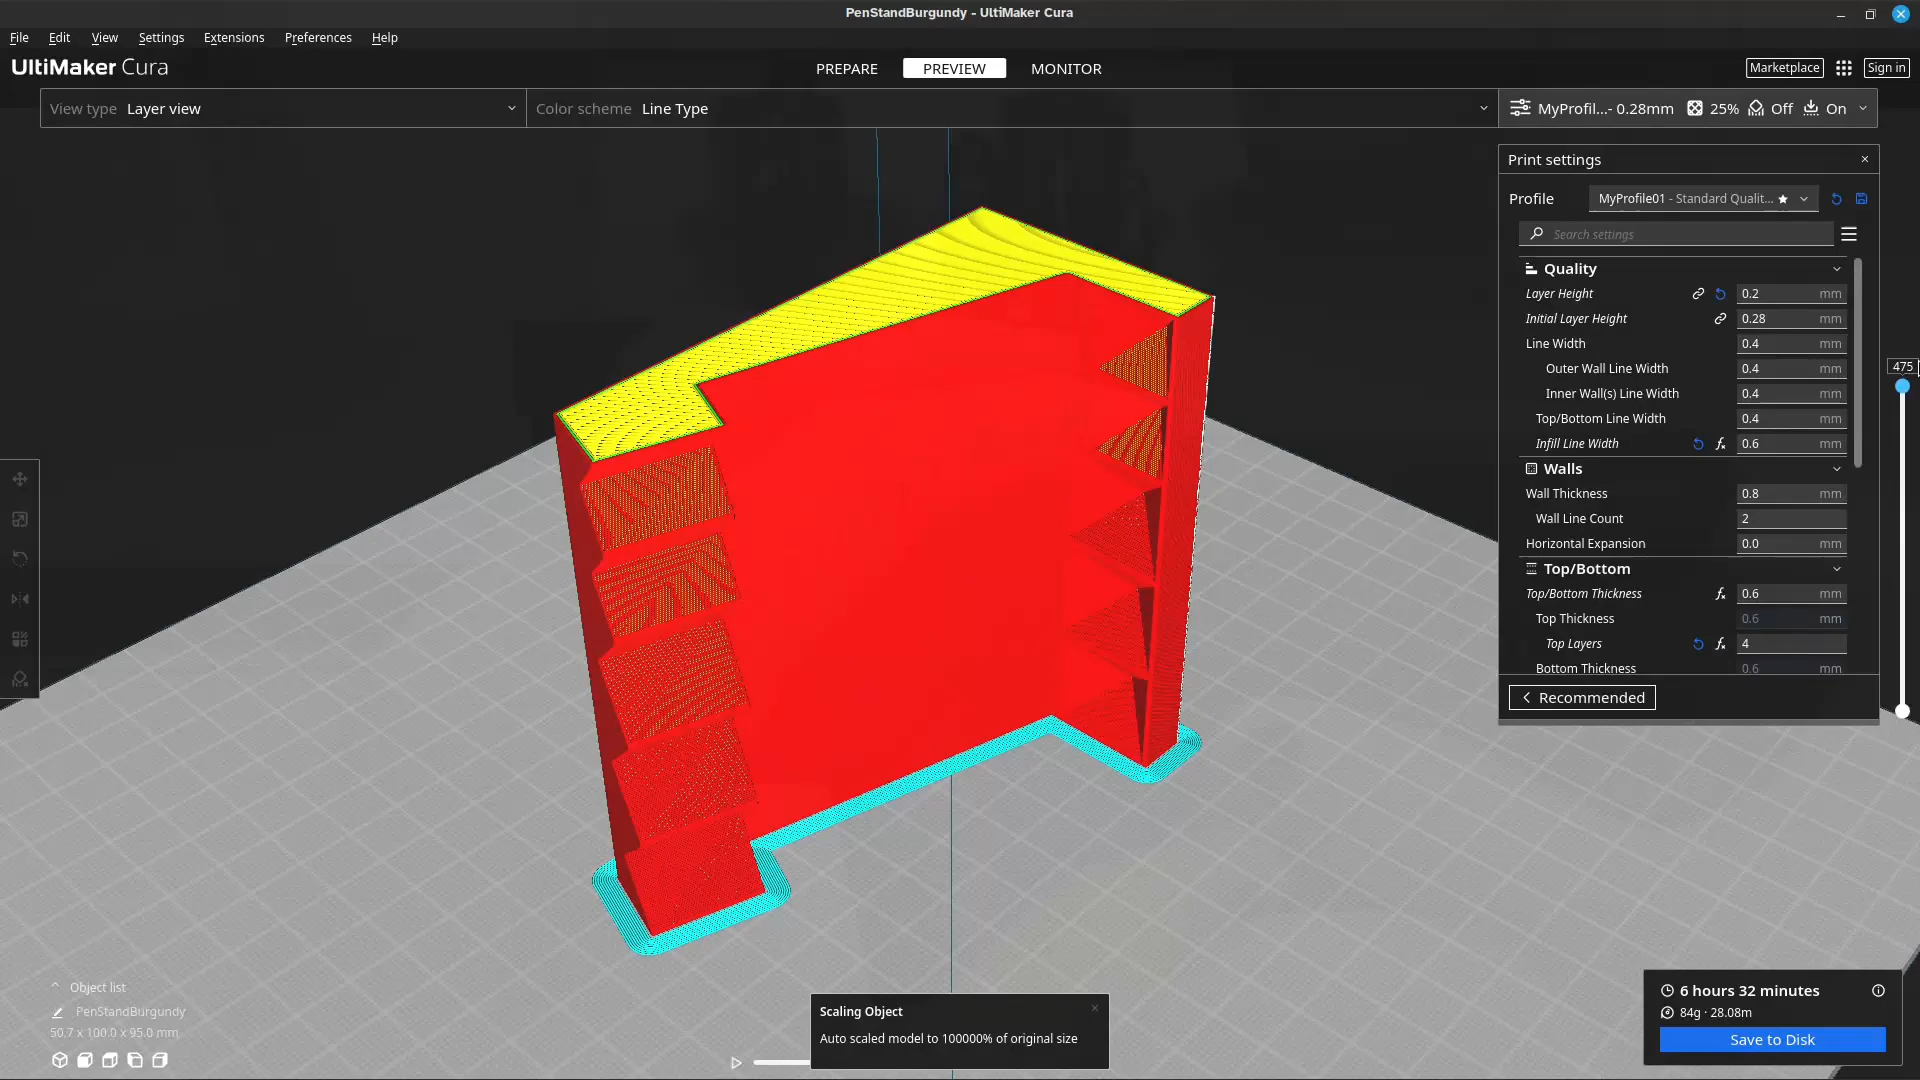 PenStandBurgundy - UltiMaker Cura
File Edit View Settings Extensions Preferences Help
UltiMaker Cura
PREPARE PREVIEW MONITOR
Marketplace Sign in
View type Layer view Color scheme Line Type
MyProfil...- 0.28mm 25% Off On
Print settings
Profile MyProfile01 - Standard Qualit...
Search settings
Quality
Layer Height 0.2 mm
Initial Layer Height 0.28 mm
Line Width 0.4 mm
Outer Wall Line Width 0.4 mm
Inner Wall(s) Line Width 0.4 mm
Top/Bottom Line Width 0.4 mm
Infill Line Width 0.6 mm
Walls
Wall Thickness 0.8 mm
Wall Line Count 2
Horizontal Expansion 0.0 mm
Top/Bottom
Top/Bottom Thickness 0.6 mm
Top Thickness 0.6 mm
Top Layers 4
Bottom Thickness 0.6 mm
Recommended
475
Object list
PenStandBurgundy
50.7 x 100.0 x 95.0 mm
Scaling Object
Auto scaled model to 100000% of original size
6 hours 32 minutes
84g · 28.08m
Save to Disk